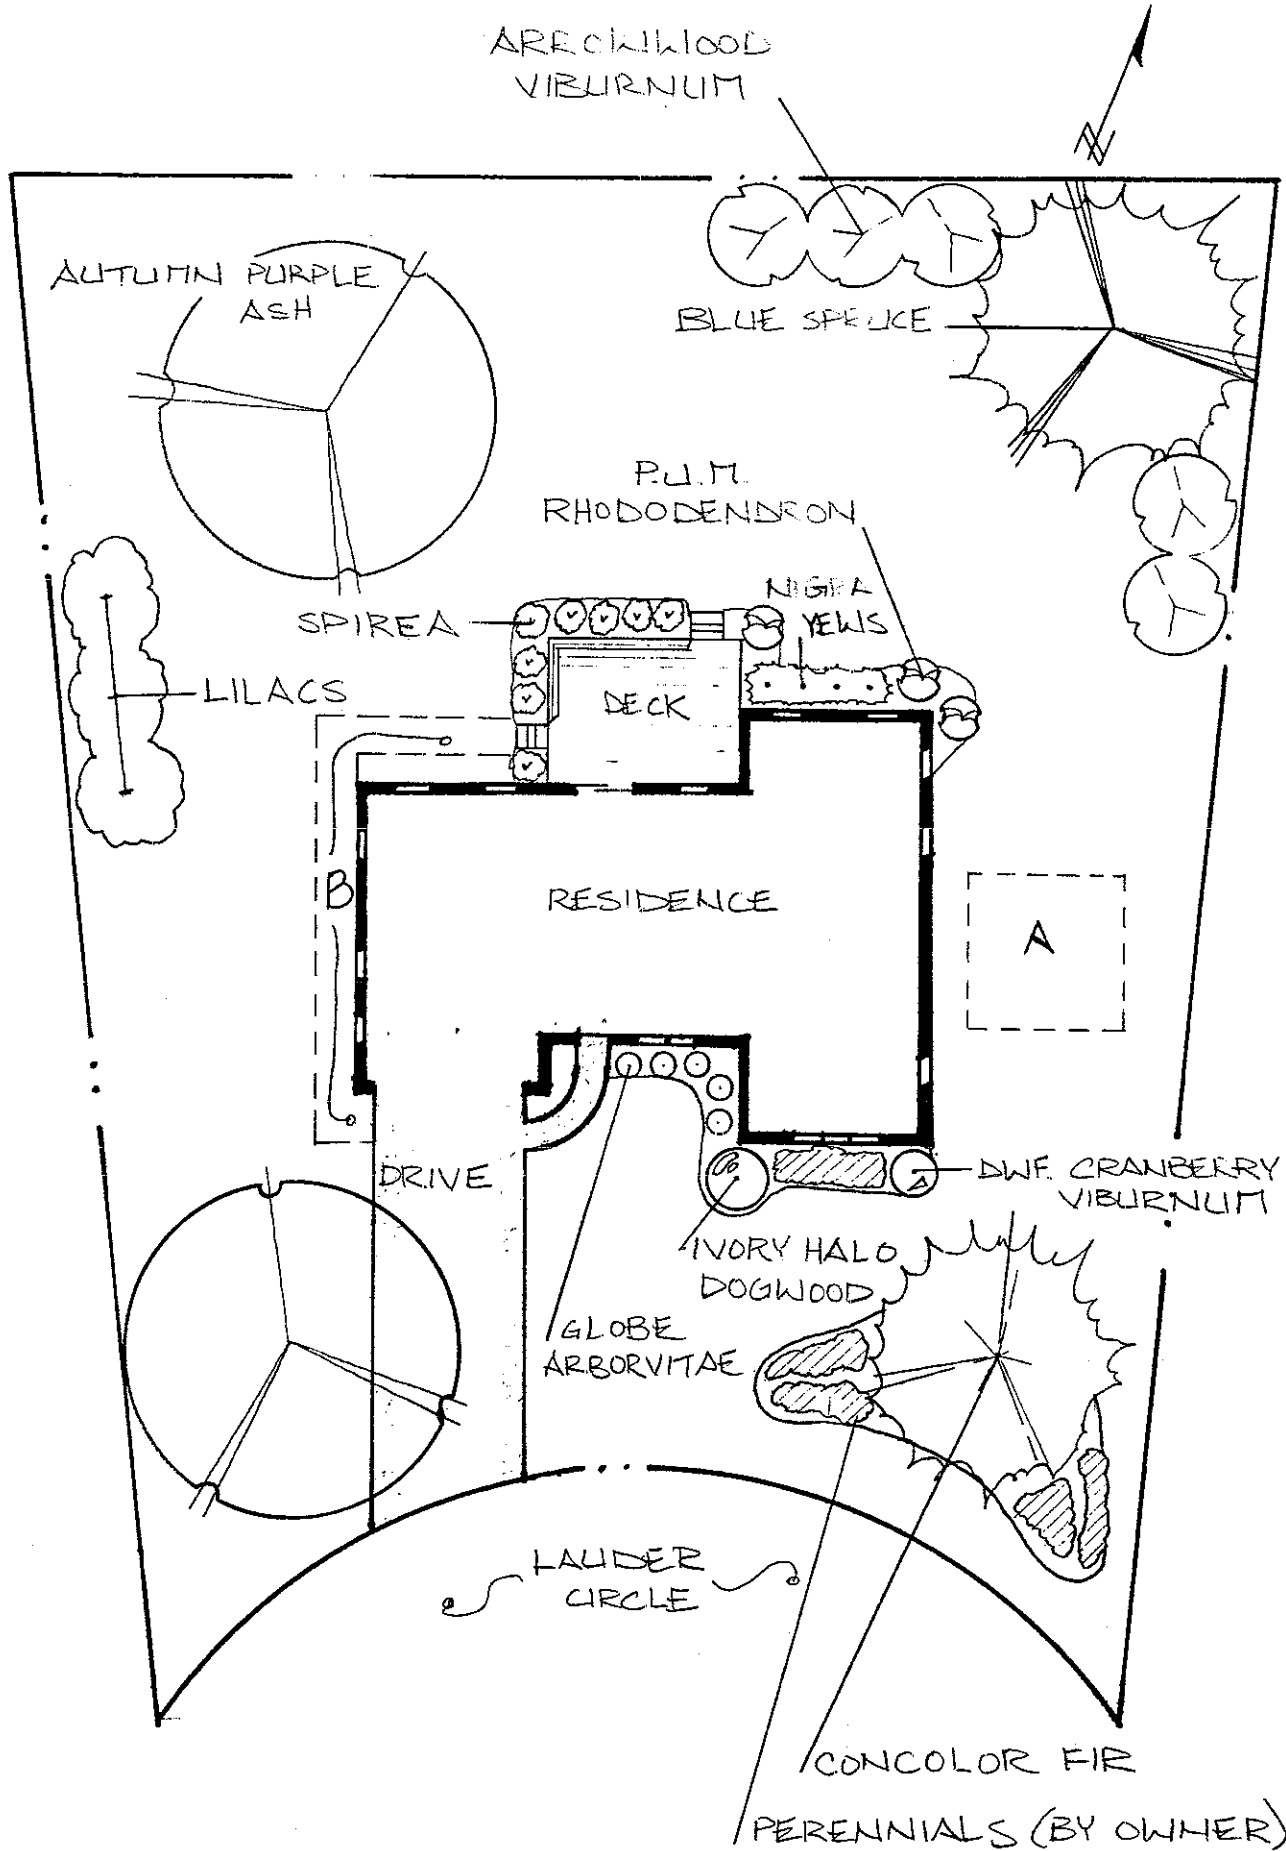 ARROWWOOD
VIBURNUM
N
AUTUMN PURPLE
ASH
BLUE SPRUCE
P.J.M.
RHODODENDRON
NIGRA
YEWS
SPIREA
LILACS
DECK
B
RESIDENCE
A
DRIVE
DWF. CRANBERRY
VIBURNUM
IVORY HALO
DOGWOOD
GLOBE
ARBORVITAE
LAUDER
CIRCLE
CONCOLOR FIR
PERENNIALS (BY OWNER)